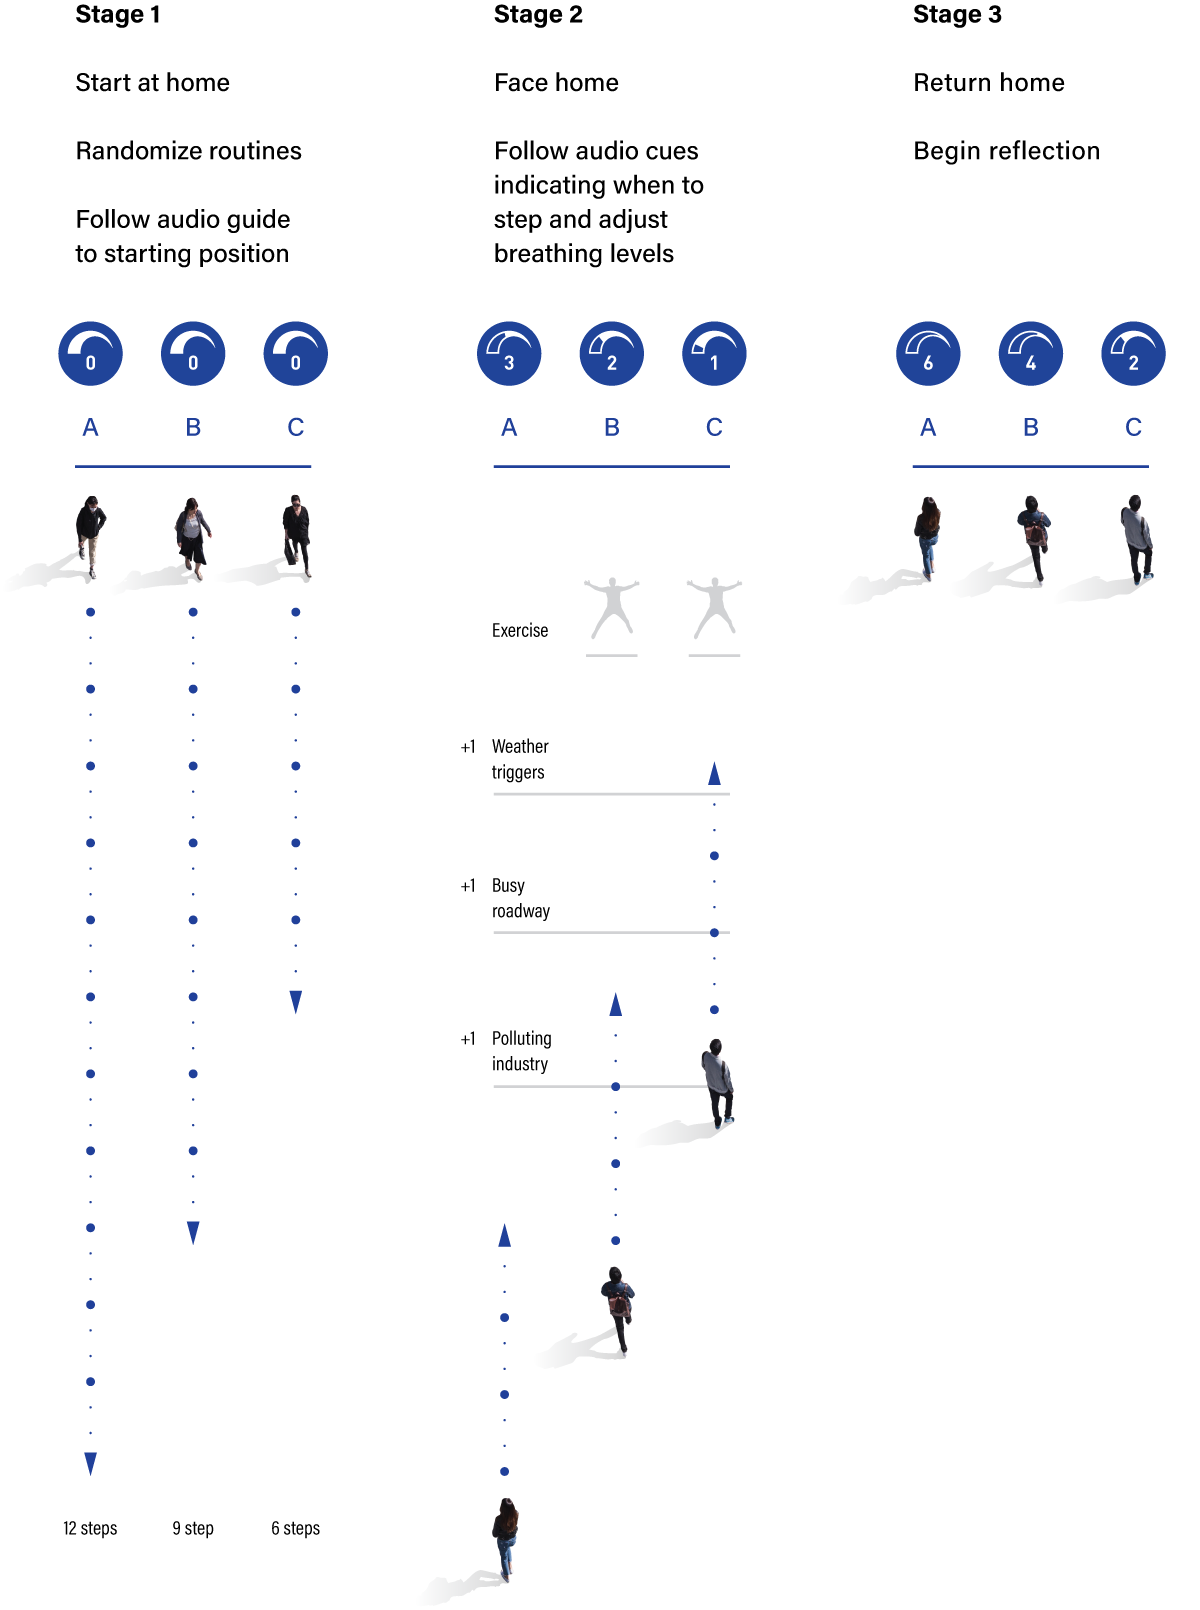 Stage 1
Start at home
Randomize routines
Follow audio guide
to starting position
0
0
0
A
B
C
12 steps
9 step
6 steps
Stage 2
Face home
Follow audio cues
indicating when to
step and adjust
breathing levels
3
2
1
A
B
C
Exercise
+1 Weather
triggers
+1 Busy
roadway
+1 Polluting
industry
Stage 3
Return home
Begin reflection
6
4
2
A
B
C